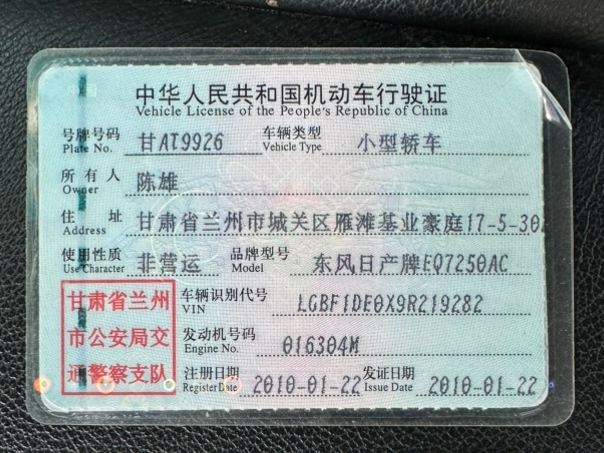 中华人民共和国机动车行驶证
Vehicle License of the People's Republic of China
号牌号码 甘AT9926 车辆类型 小型轿车
Plate No. Vehicle Type
所有人 陈雄
Owner
住址 甘肃省兰州市城关区雁滩基业豪庭17-5-302
Address
使用性质 非营运 品牌型号 东风日产牌EQ7250AC
Use Character Model
甘肃省兰州 车辆识别代号 LGBF1DE0X9R219282
VIN
市公安局交 发动机号码 016304M
Engine No.
通警察支队 注册日期 2010-01-22 发证日期 2010-01-22
Register Date Issue Date